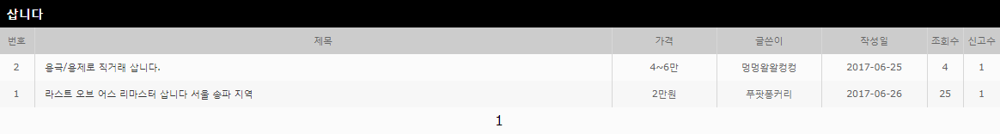 삽니다
번호 제목 가격 글쓴이 작성일 조회수 신고수
2 용극/용제로 직거래 삽니다. 4~6만 멍멍왈왈컹컹 2017-06-25 4 1
1 라스트 오브 어스 리마스터 삽니다 서울 송파 지역 2만원 푸팟퐁커리 2017-06-26 25 1
1